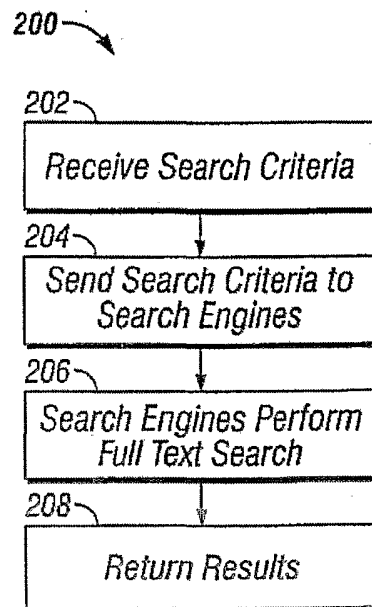 200
202
Receive Search Criteria
204
Send Search Criteria to
Search Engines
206
Search Engines Perform
Full Text Search
208
Return Results